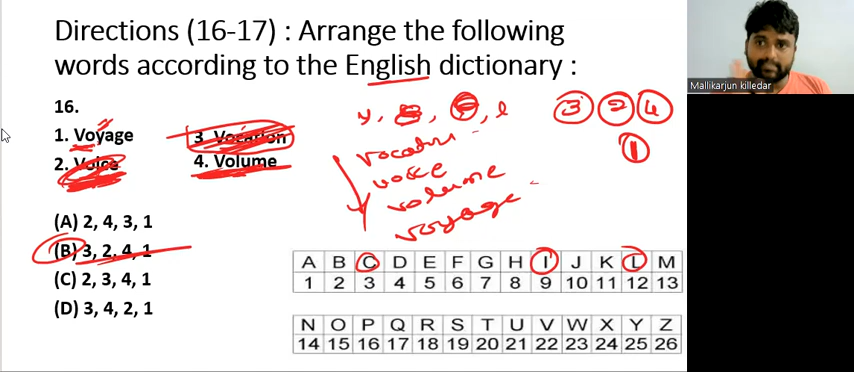 Directions (16-17) : Arrange the following
words according to the English dictionary :
16.
1. Voyage 3. Vocation
2. Voice 4. Volume
(A) 2, 4, 3, 1
(B) 3, 2, 4, 1
(C) 2, 3, 4, 1
(D) 3, 4, 2, 1
3 2 4
1
voice
volume
voyage
A B C D E F G H I J K L M
1 2 3 4 5 6 7 8 9 10 11 12 13
N O P Q R S T U V W X Y Z
14 15 16 17 18 19 20 21 22 23 24 25 26
Mallikarjun killedar